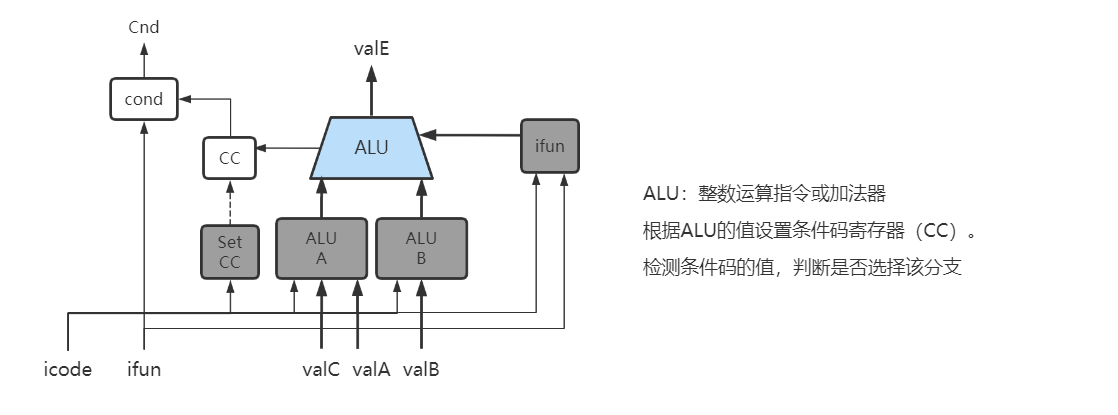 Cnd
valE
cond
CC
ALU
ifun
Set
CC
ALU
A
ALU
B
icode
ifun
valC
valA
valB
ALU：整数运算指令或加法器
根据ALU的值设置条件码寄存器（CC）。
检测条件码的值，判断是否选择该分支